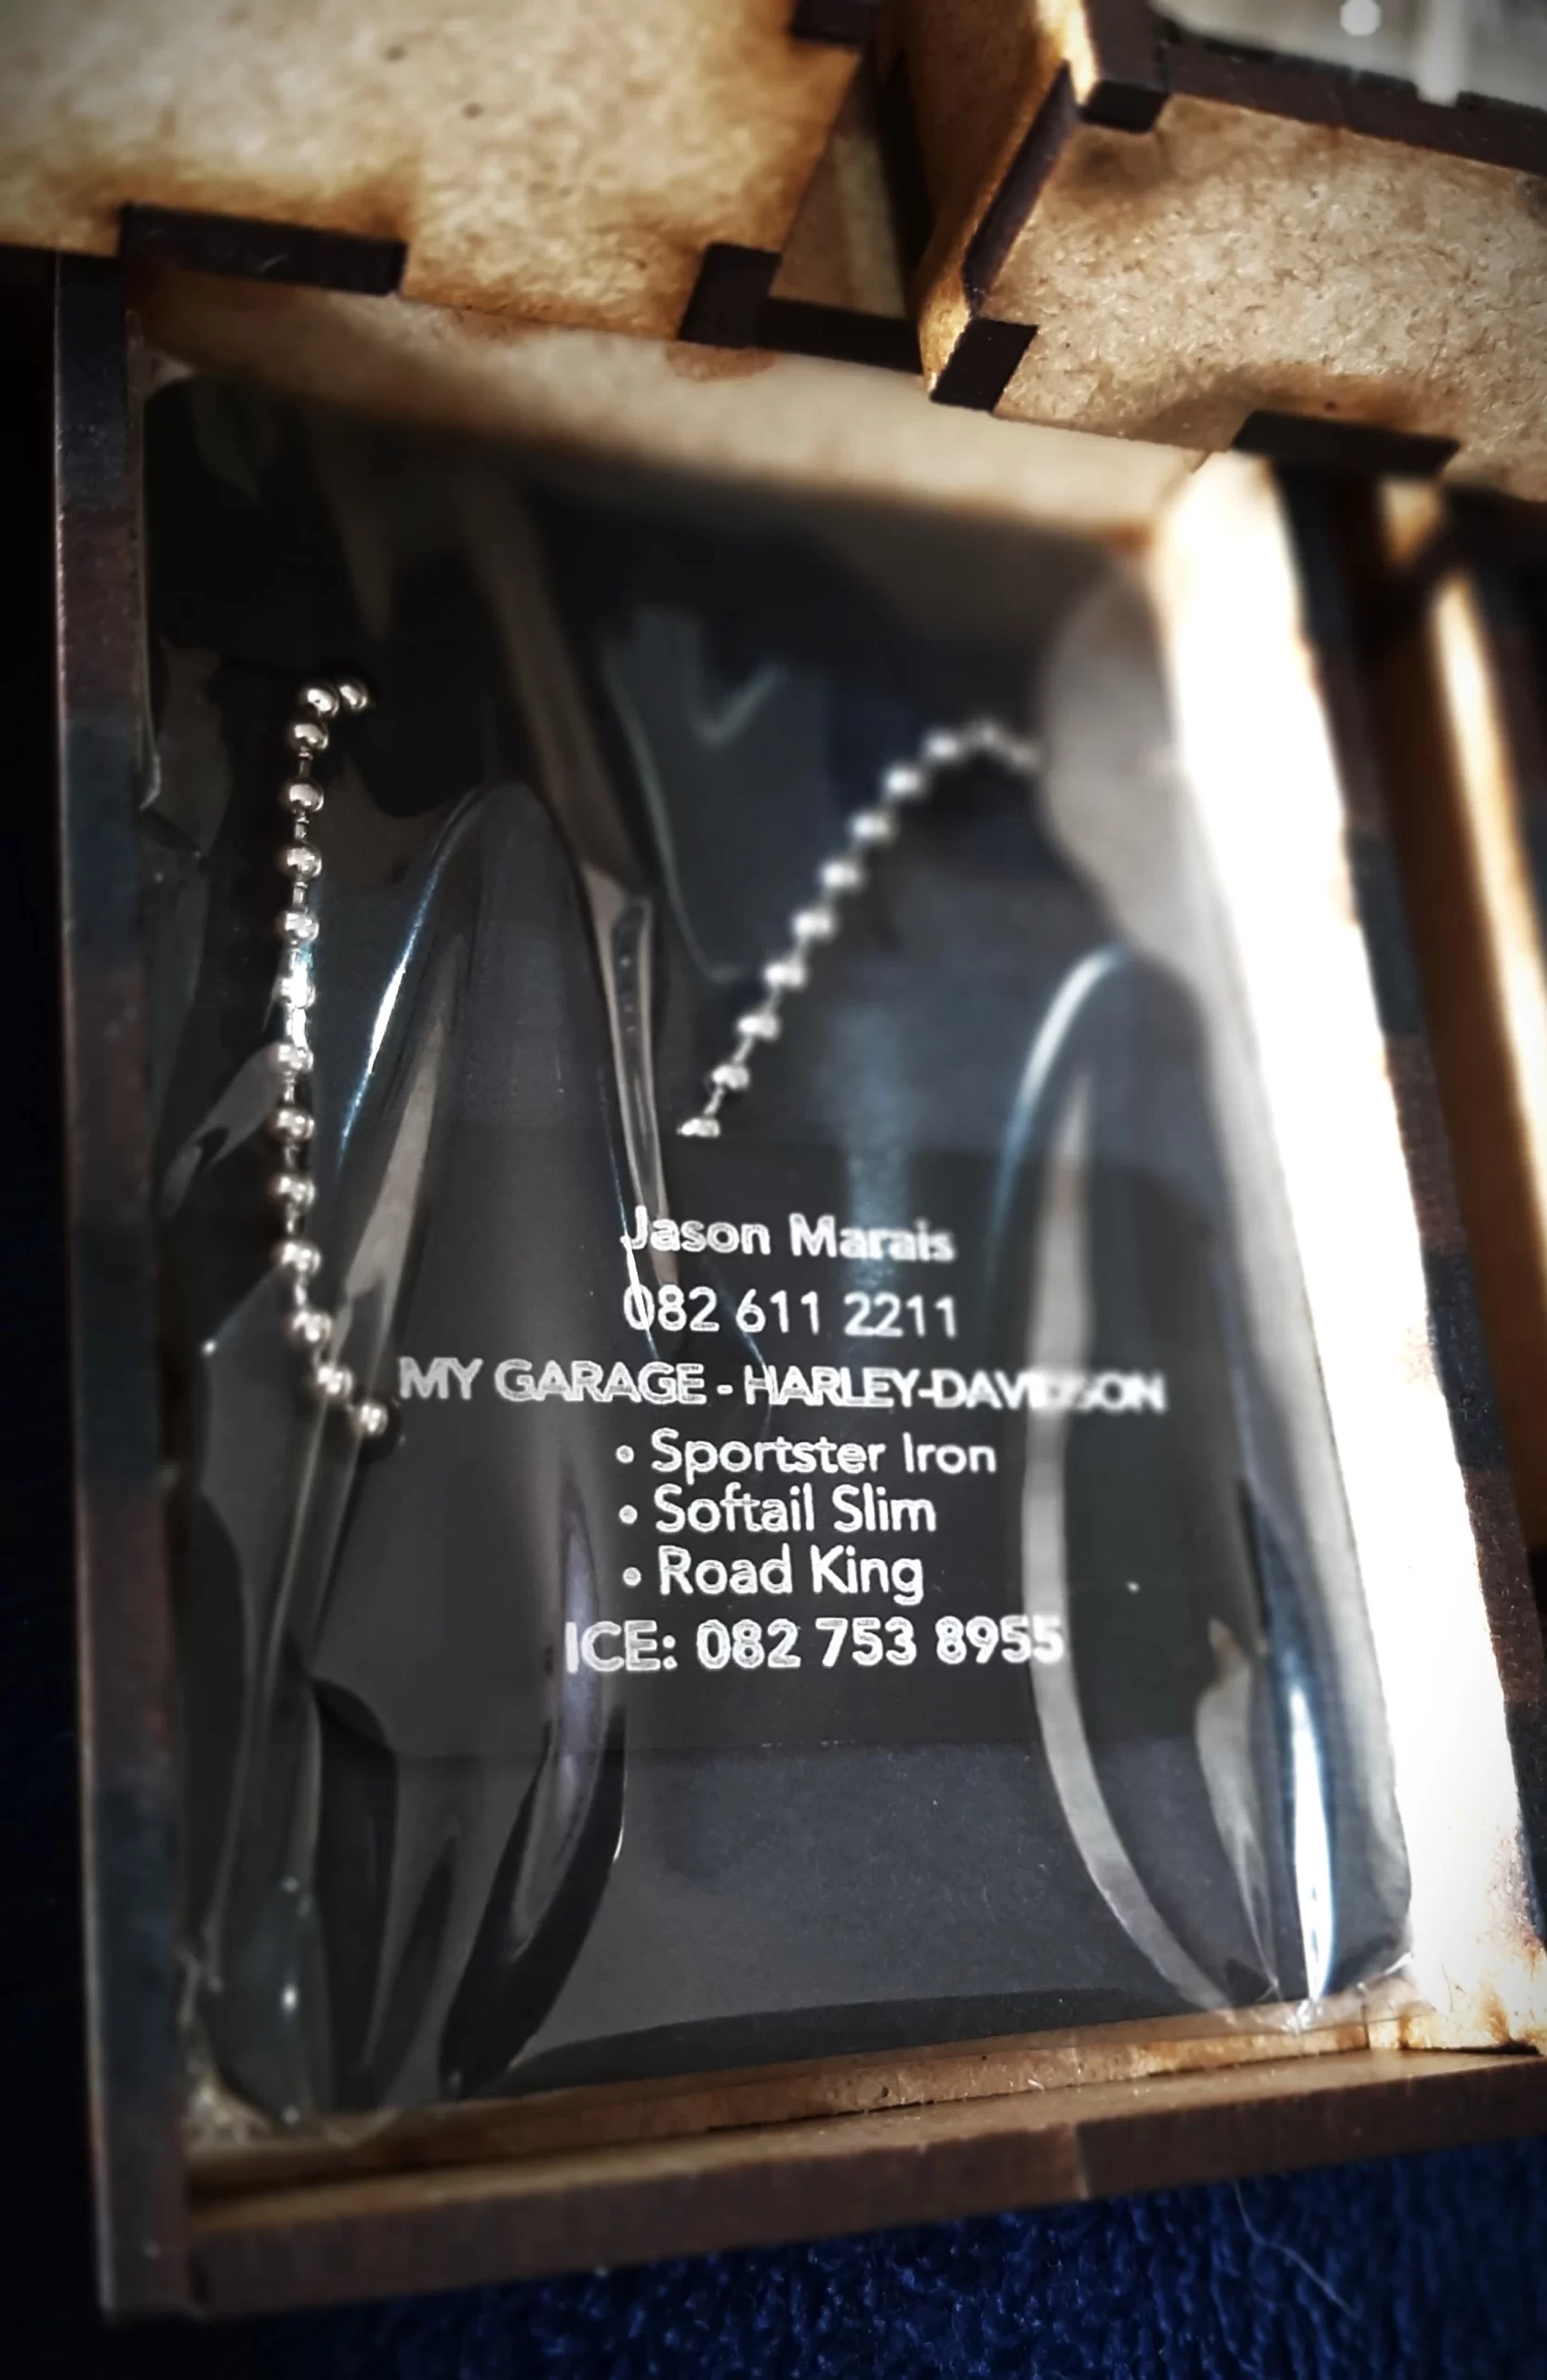 Jason Marais
082 611 2211
MY GARAGE - HARLEY-DAVIDSON
• Sportster Iron
• Softail Slim
• Road King
ICE: 082 753 8955